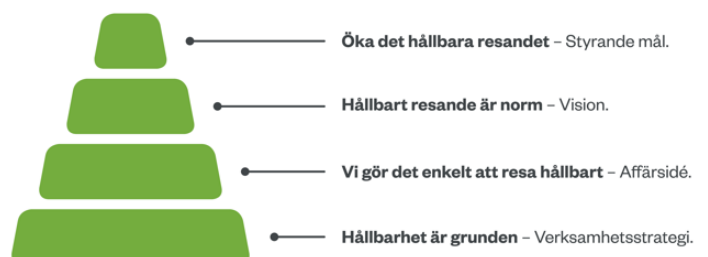 Öka det hållbara resandet – Styrande mål.
Hållbart resande är norm – Vision.
Vi gör det enkelt att resa hållbart – Affärsidé.
Hållbarhet är grunden – Verksamhetsstrategi.